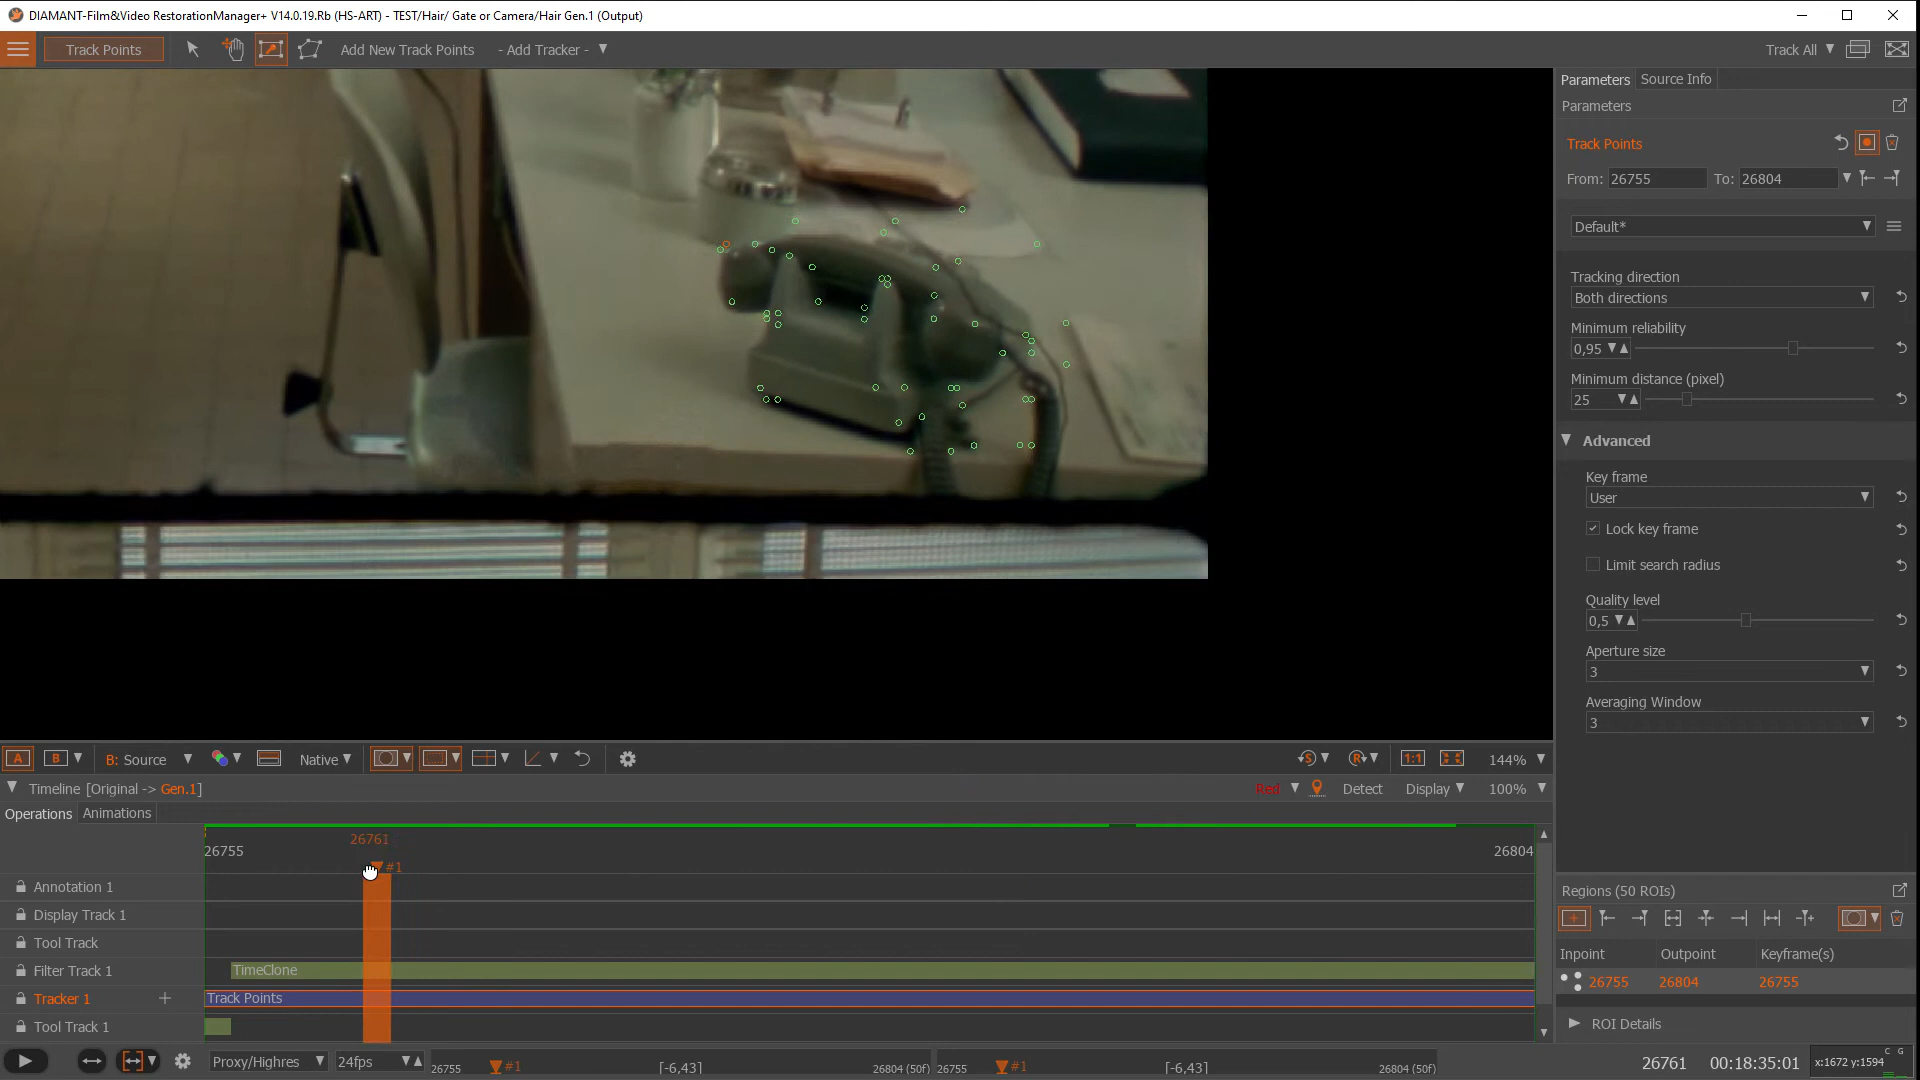 DIAMANT-Film&Video RestorationManager+ V14.0.19.Rb (HS-ART) - TEST/Hair/ Gate or Camera/Hair Gen.1 (Output)
Track Points
Add New Track Points
- Add Tracker -
Track All
Parameters
Source Info
Parameters
Track Points
From: 26755
To: 26804
Default*
Tracking direction
Both directions
Minimum reliability
0,95
Minimum distance (pixel)
25
Advanced
Key frame
User
Lock key frame
Limit search radius
Quality level
0,5
Aperture size
3
Averaging Window
3
A
B
B: Source
Native
S
R
1:1
144%
Timeline [Original -> Gen.1]
Red
Detect
Display
100%
Operations
Animations
26761
26755
26804
#1
Annotation 1
Display Track 1
Tool Track
Filter Track 1
TimeClone
Tracker 1
Track Points
Tool Track 1
Regions (50 ROIs)
Inpoint
Outpoint
Keyframe(s)
26755
26804
26755
ROI Details
Proxy/Highres
24fps
26755
#1
[-6,43]
26804 (50f)
26755
#1
[-6,43]
26804 (50f)
26761
00:18:35:01
x:1672 y:1594
C G